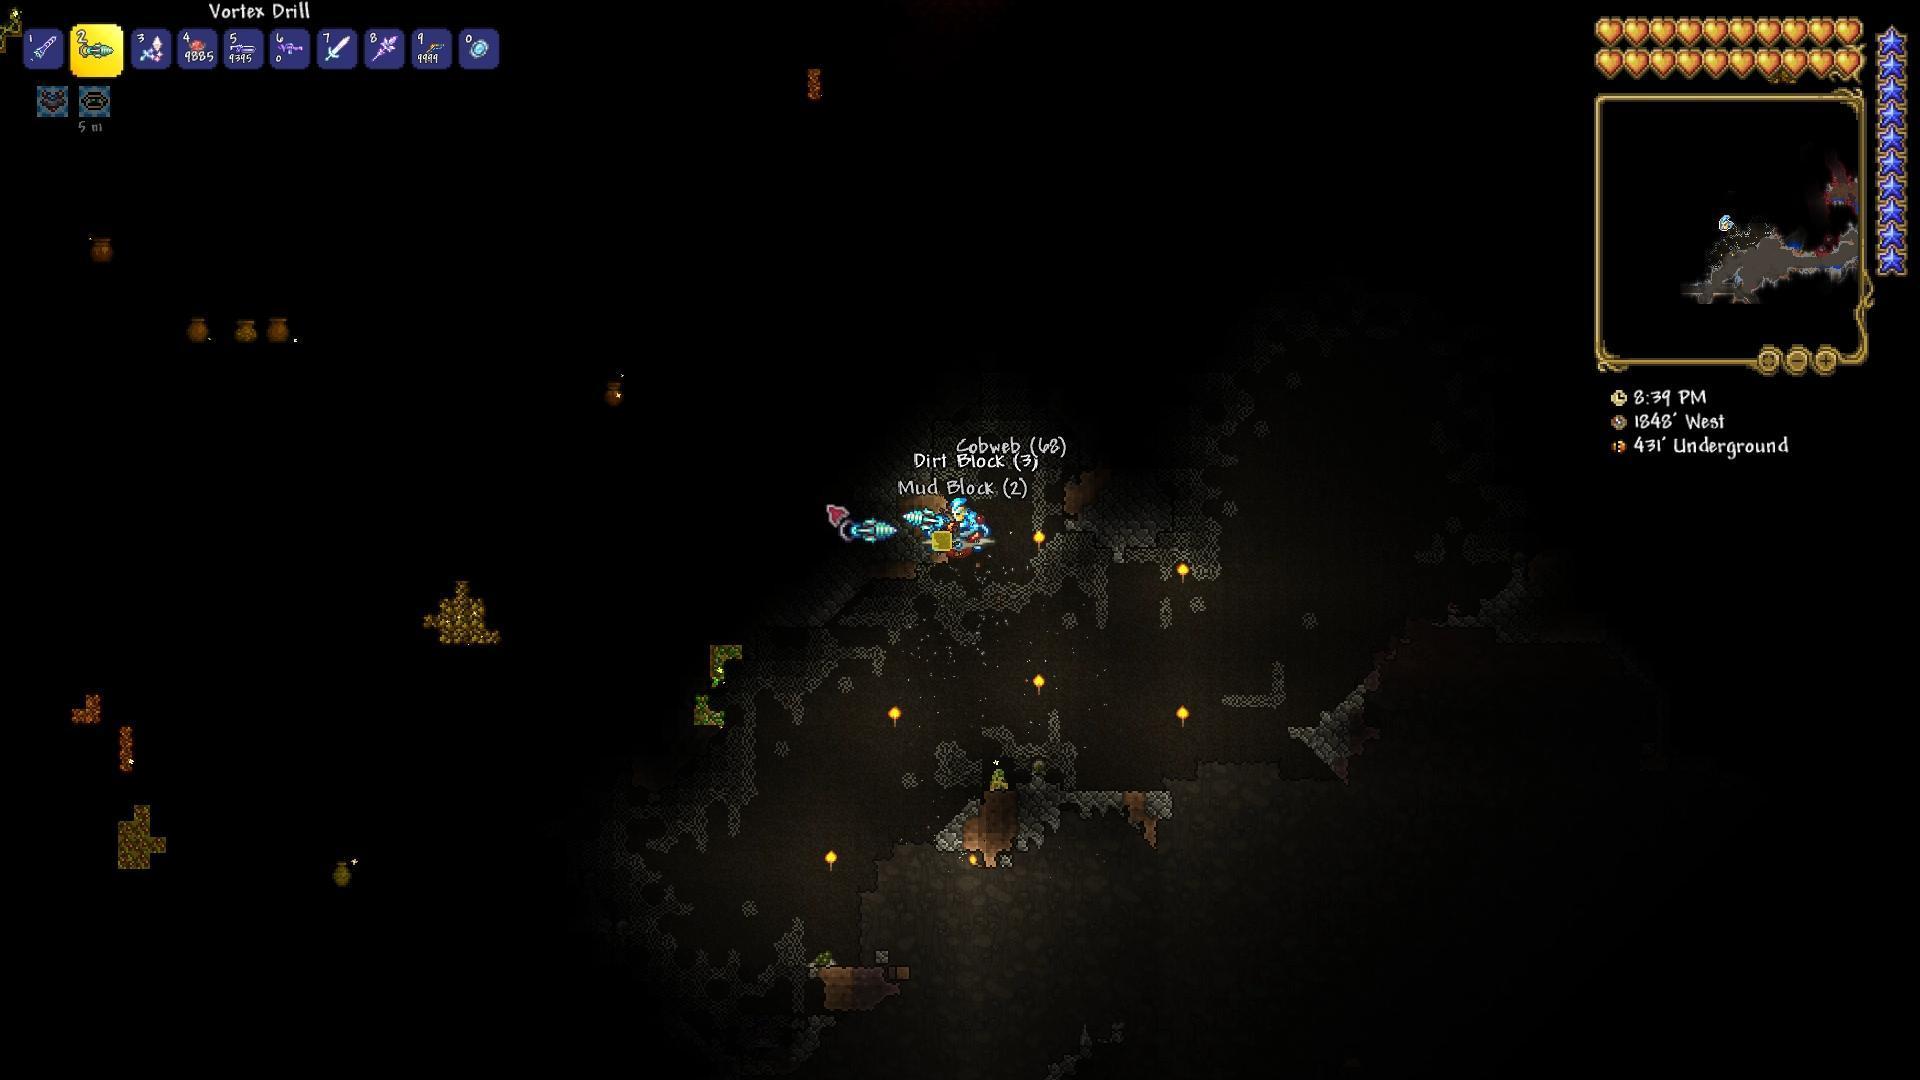 Vortex Drill
1
2
3
4
9885
5
9395
6
0
7
8
9
9999
0
5 m
8:39 PM
1848' West
431' Underground
Cobweb (68)
Dirt Block (3)
Mud Block (2)